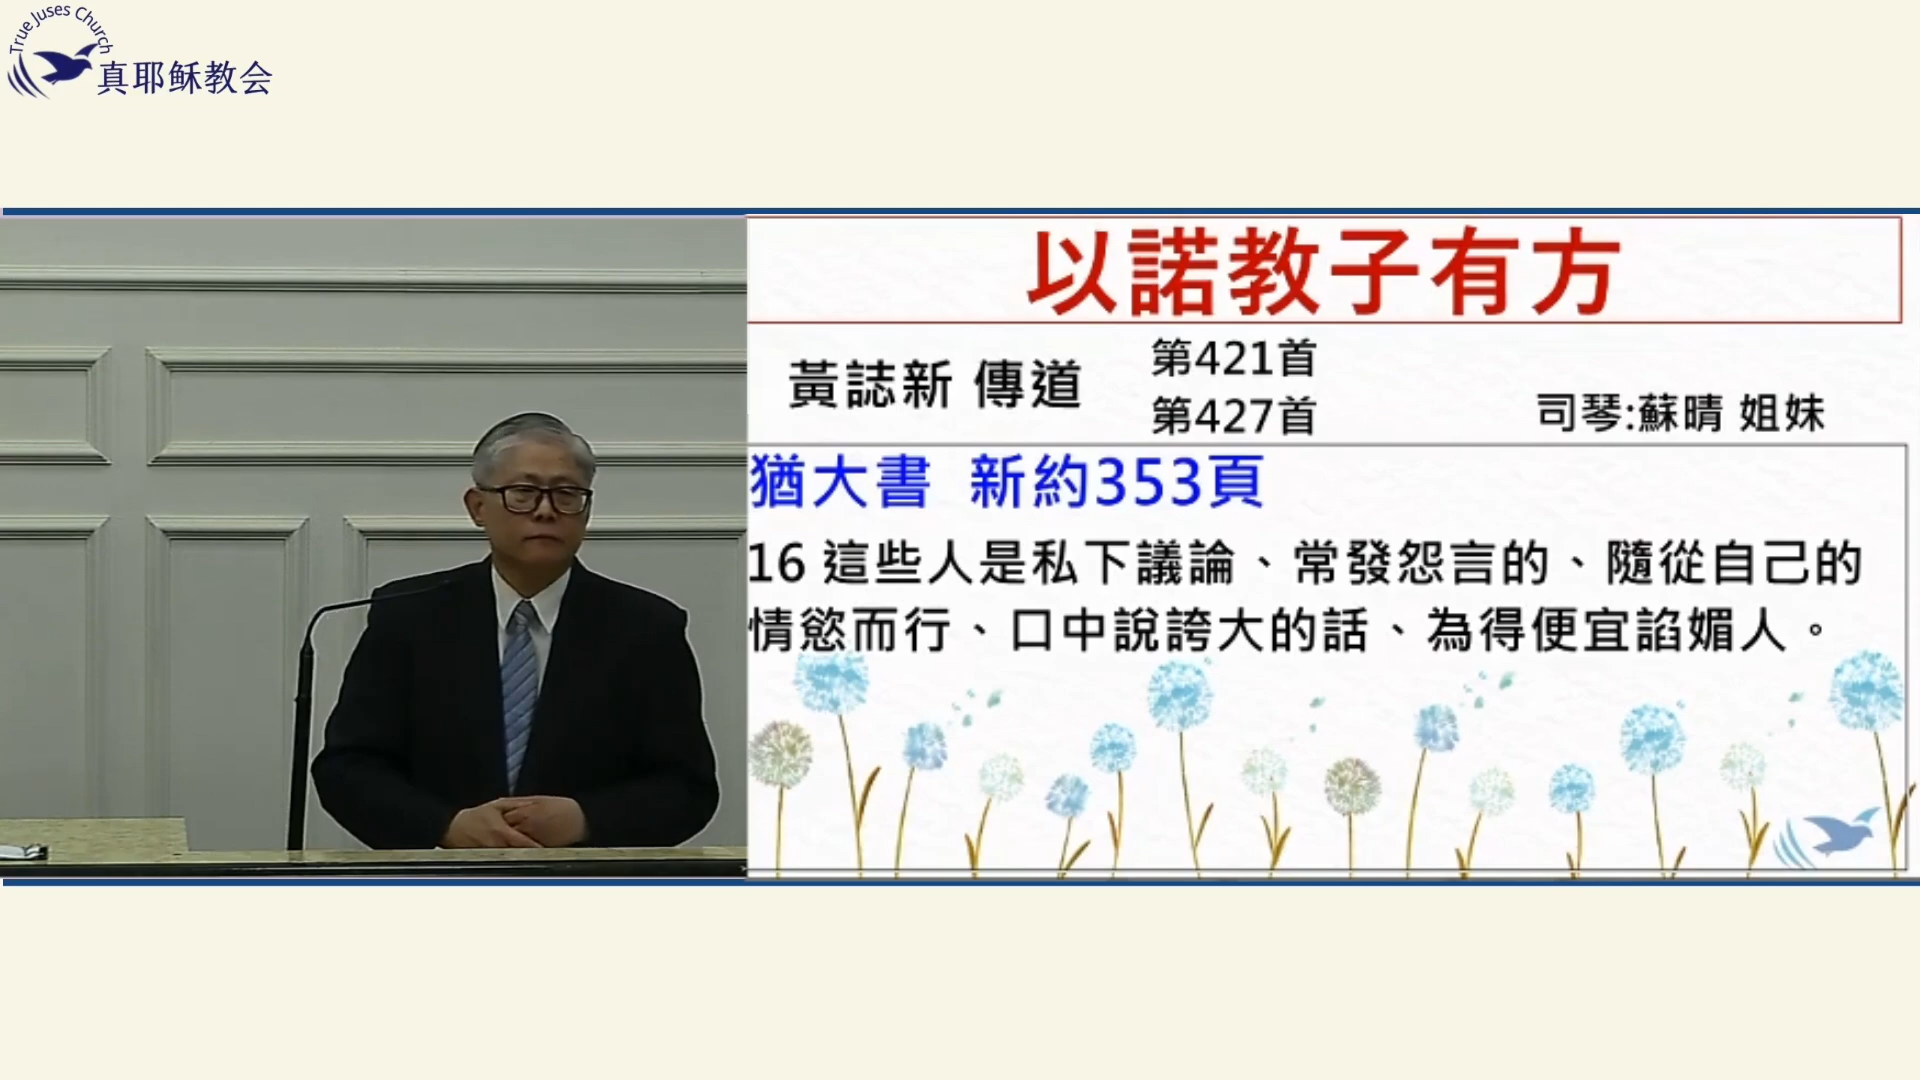 True Juses Church
真耶稣教会
以諾教子有方
黃誌新 傳道
第421首
第427首
司琴:蘇晴 姐妹
猶大書 新約353頁
16 這些人是私下議論、常發怨言的、隨從自己的
情慾而行、口中說誇大的話、為得便宜諂媚人。